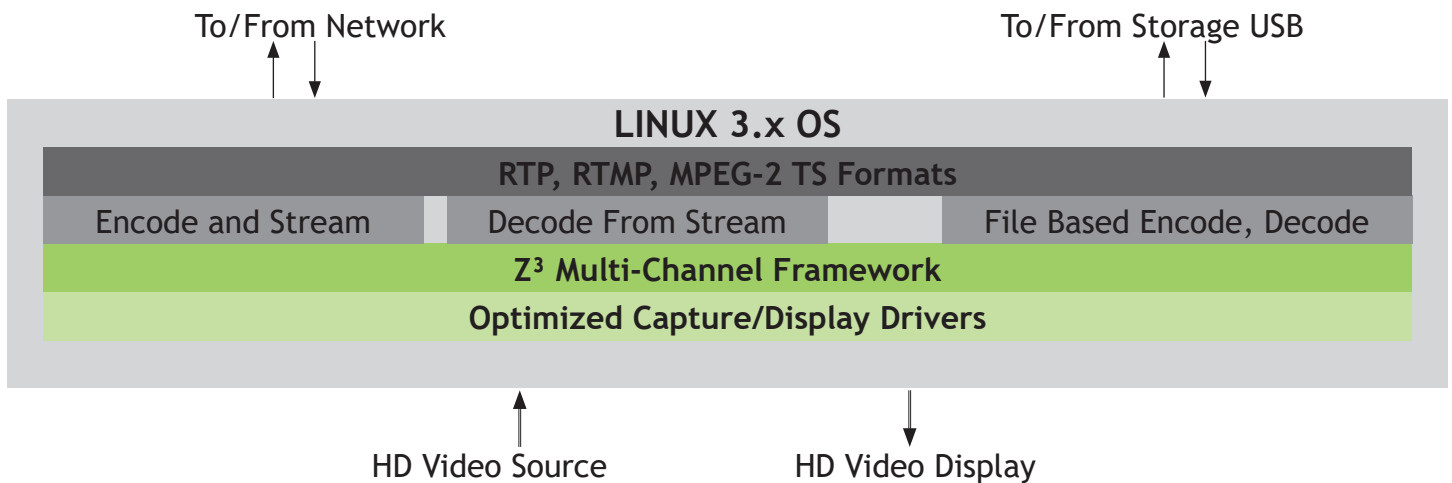 To/From Network
To/From Storage USB
LINUX 3.x OS
RTP, RTMP, MPEG-2 TS Formats
Encode and Stream
Decode From Stream
File Based Encode, Decode
Z³ Multi-Channel Framework
Optimized Capture/Display Drivers
HD Video Source
HD Video Display